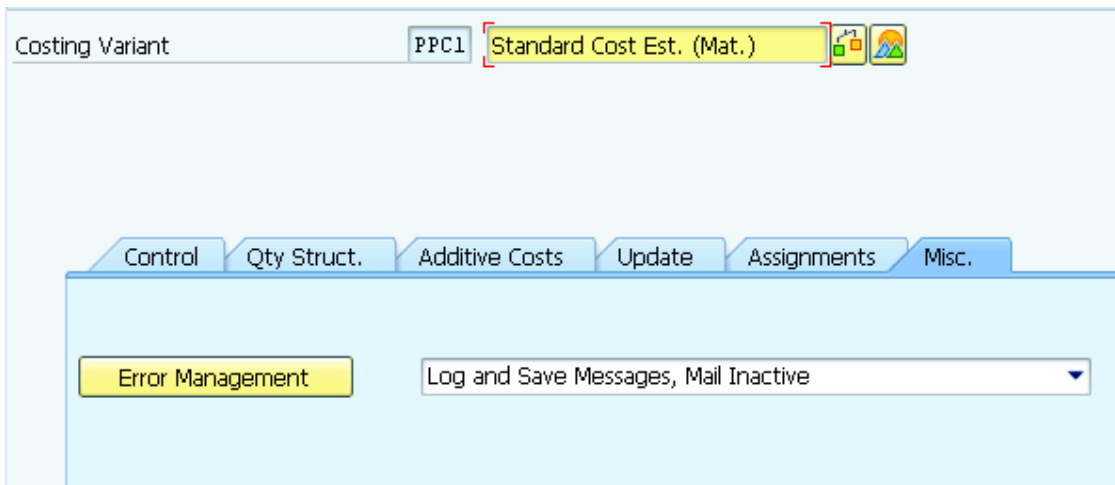 Costing Variant PPC1 Standard Cost Est. (Mat.)
Control Qty Struct. Additive Costs Update Assignments Misc.
Error Management Log and Save Messages, Mail Inactive